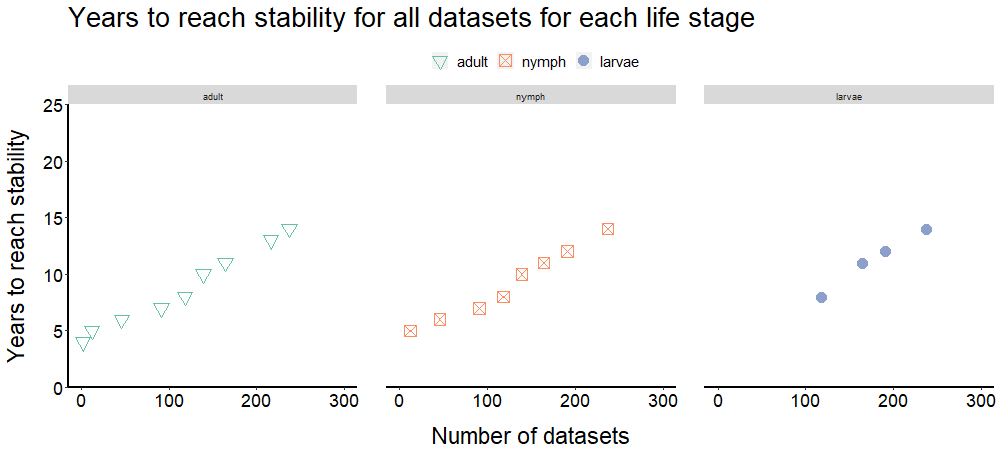 Years to reach stability for all datasets for each life stage
adult nymph larvae
adult nymph larvae
Years to reach stability
25
20
15
10
5
0
0 100 200 300 0 100 200 300 0 100 200 300
Number of datasets